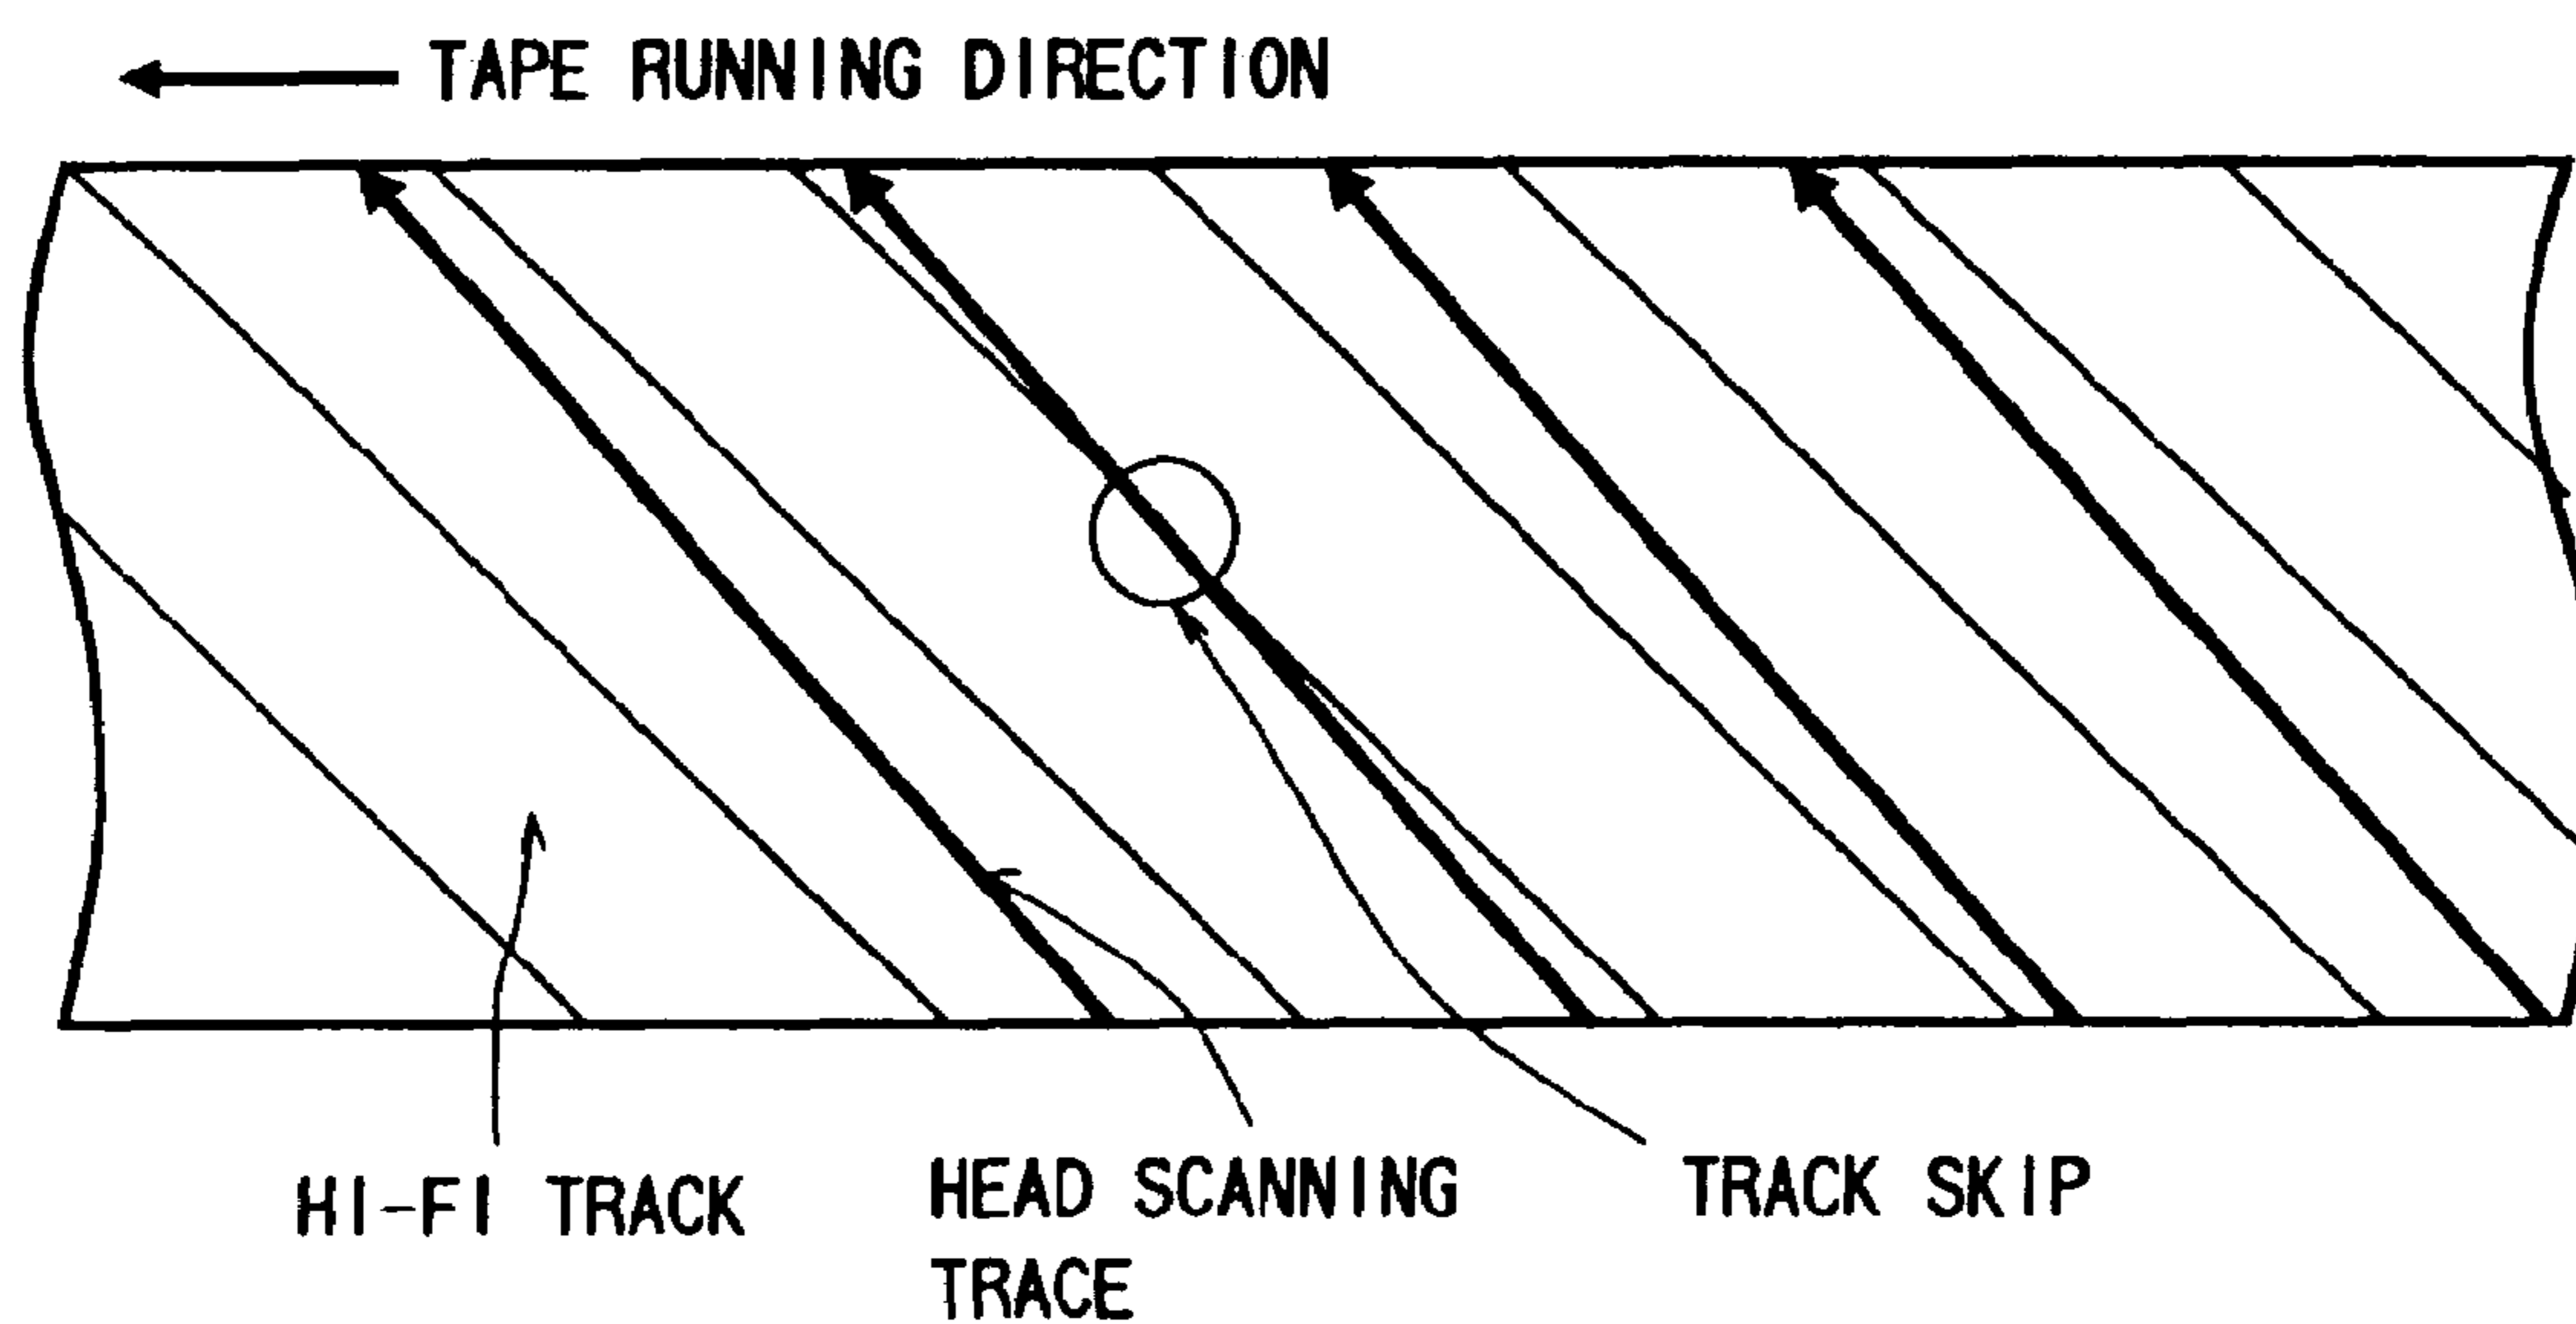 TAPE RUNNING DIRECTION
HI-FI TRACK
HEAD SCANNING
TRACE
TRACK SKIP